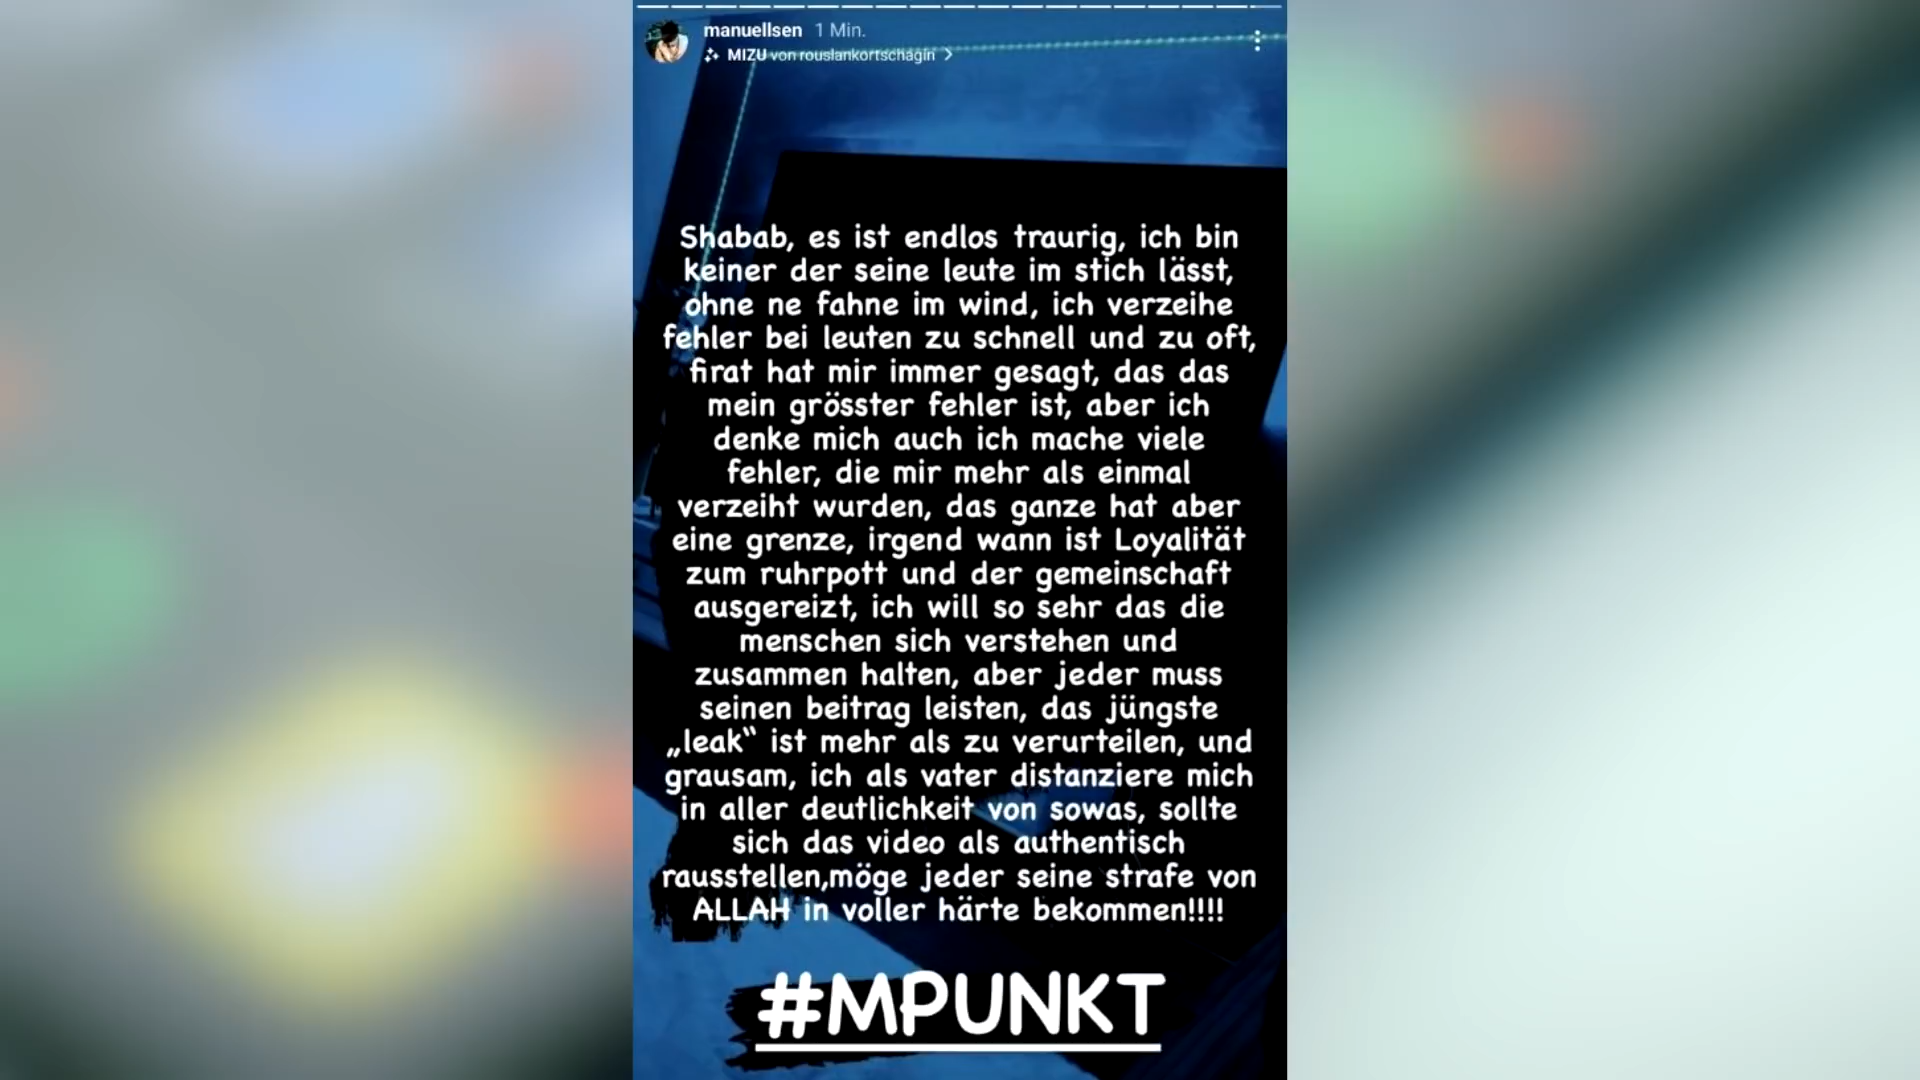 manuellsen 1 Min.
MIZU von rouslankortschagin
Shabab, es ist endlos traurig, ich bin
keiner der seine leute im stich lässt,
ohne ne fahne im wind, ich verzeihe
fehler bei leuten zu schnell und zu oft,
firat hat mir immer gesagt, das das
mein grösster fehler ist, aber ich
denke mich auch ich mache viele
fehler, die mir mehr als einmal
verzeiht wurden, das ganze hat aber
eine grenze, irgend wann ist Loyalität
zum ruhrpott und der gemeinschaft
ausgereizt, ich will so sehr das die
menschen sich verstehen und
zusammen halten, aber jeder muss
seinen beitrag leisten, das jüngste
„leak“ ist mehr als zu verurteilen, und
grausam, ich als vater distanziere mich
in aller deutlichkeit von sowas, sollte
sich das video als authentisch
rausstellen,möge jeder seine strafe von
ALLAH in voller härte bekommen!!!!
#MPUNKT